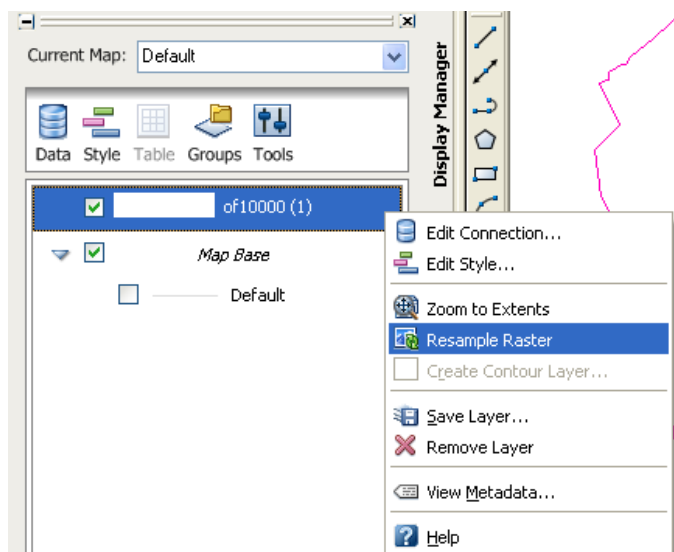 Current Map: Default
Display Manager
Data Style Table Groups Tools
of10000 (1)
Map Base
Default
Edit Connection...
Edit Style...
Zoom to Extents
Resample Raster
Create Contour Layer...
Save Layer...
Remove Layer
View Metadata...
Help